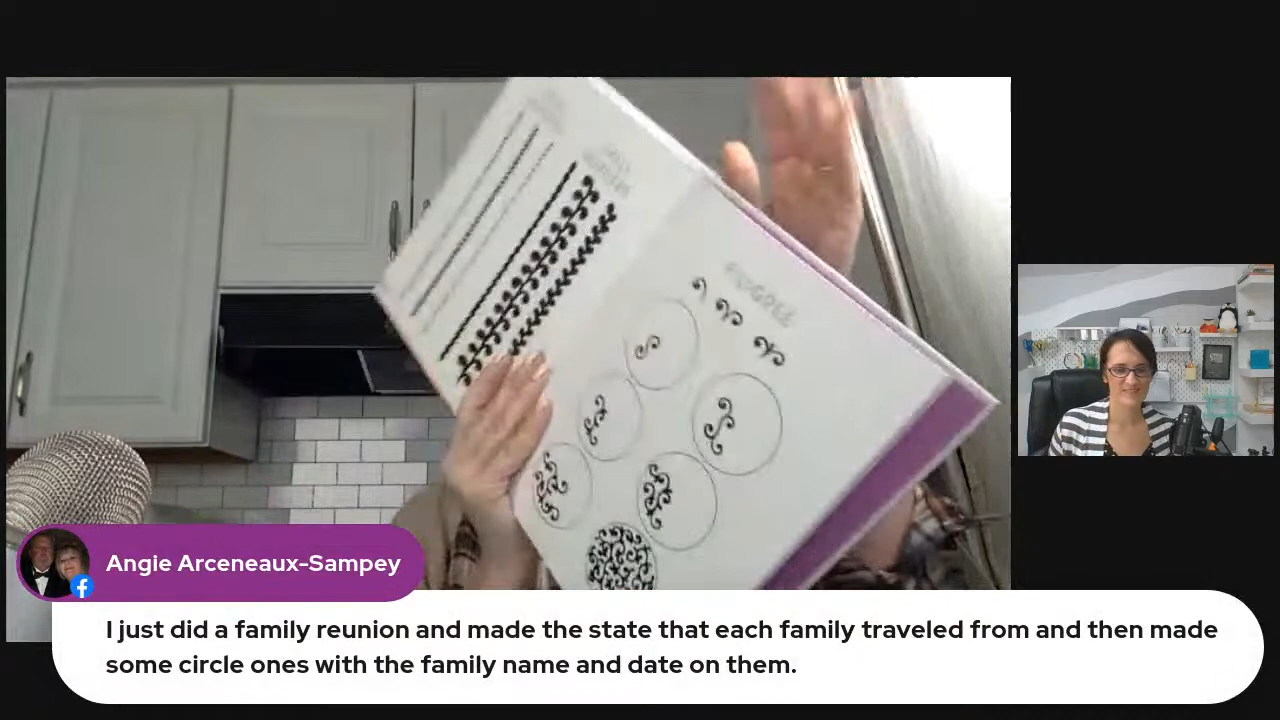 Angie Arceneaux-Sampey
I just did a family reunion and made the state that each family traveled from and then made
some circle ones with the family name and date on them.